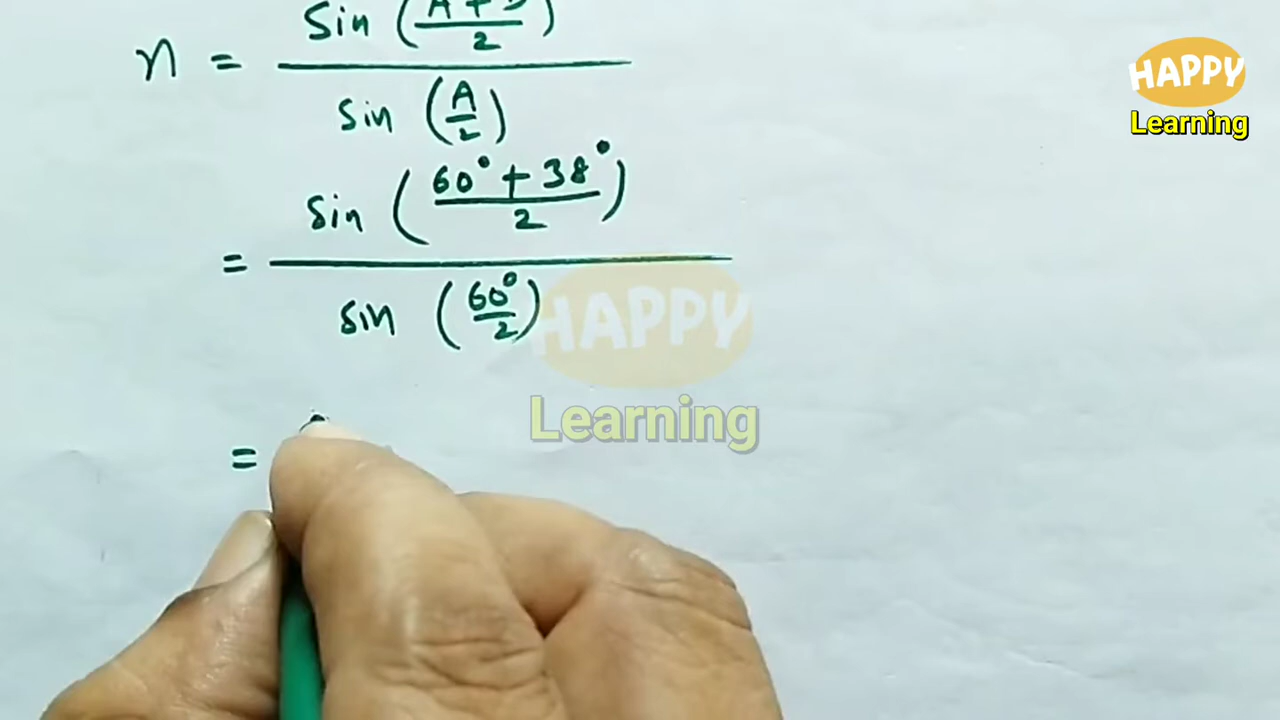 n = sin (A + D / 2) / sin (A/2)
= sin (60° + 38° / 2) / sin (60°/2)
=
HAPPY
Learning
HAPPY
Learning